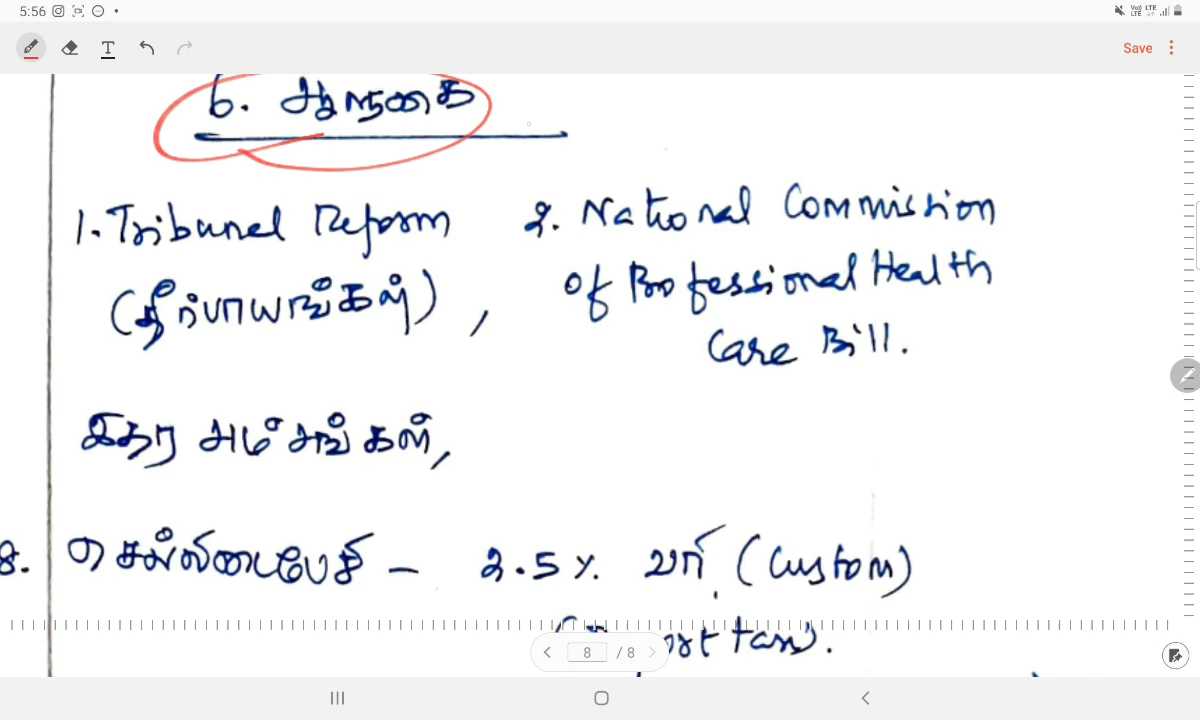 5:56
Save
6. ஆளுகை
1. Tribunal Reform
(தீர்ப்பாயங்கள்) ,
2. National Commission
of Professional Health
Care Bill.
இதர அம்சங்கள்,
8. செல்லிடைபேசி - 2.5 %. வரி (Custom)
tax).
8 / 8